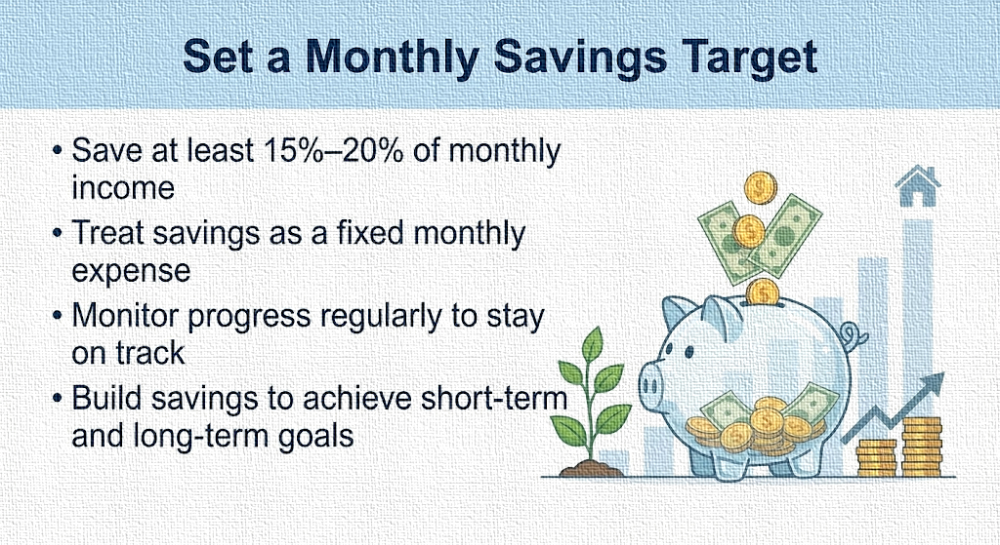 Set a Monthly Savings Target
• Save at least 15%–20% of monthly
income
• Treat savings as a fixed monthly
expense
• Monitor progress regularly to stay
on track
• Build savings to achieve short-term
and long-term goals